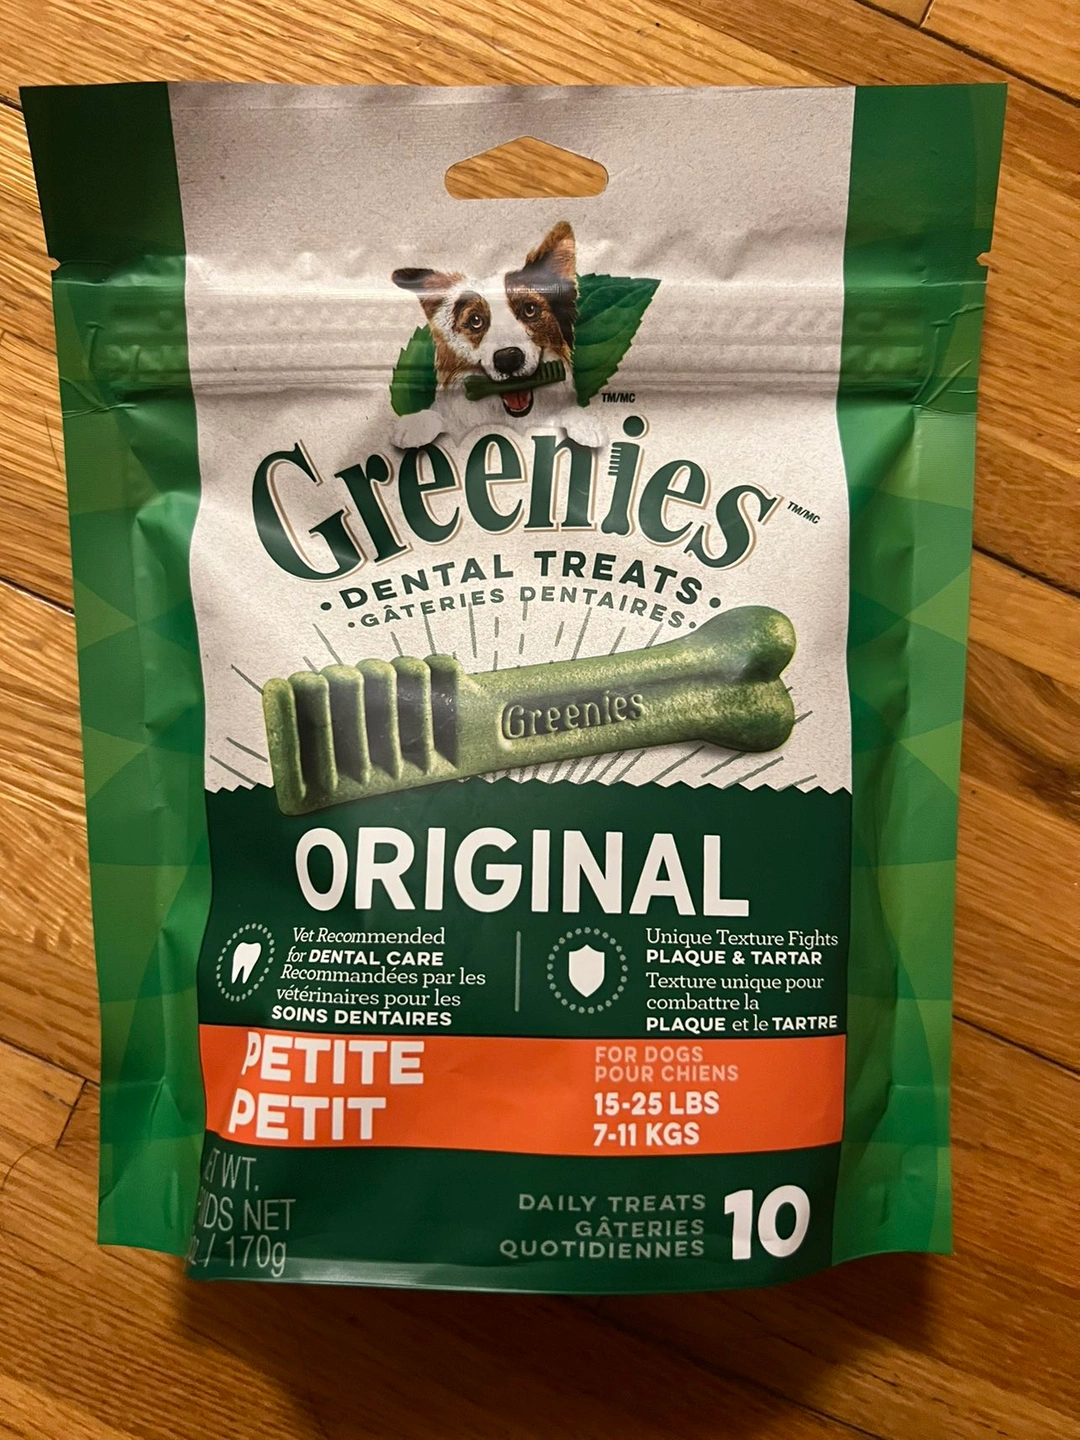 TM/MC
Greenies TM/MC
• DENTAL TREATS •
• GÂTERIES DENTAIRES •
Greenies
ORIGINAL
Vet Recommended
for DENTAL CARE
Recommandées par les
vétérinaires pour les
SOINS DENTAIRES
Unique Texture Fights
PLAQUE & TARTAR
Texture unique pour
combattre la
PLAQUE et le TARTRE
PETITE
PETIT
FOR DOGS
POUR CHIENS
15-25 LBS
7-11 KGS
WT.
NET
/ 170g
DAILY TREATS
GÂTERIES
QUOTIDIENNES
10